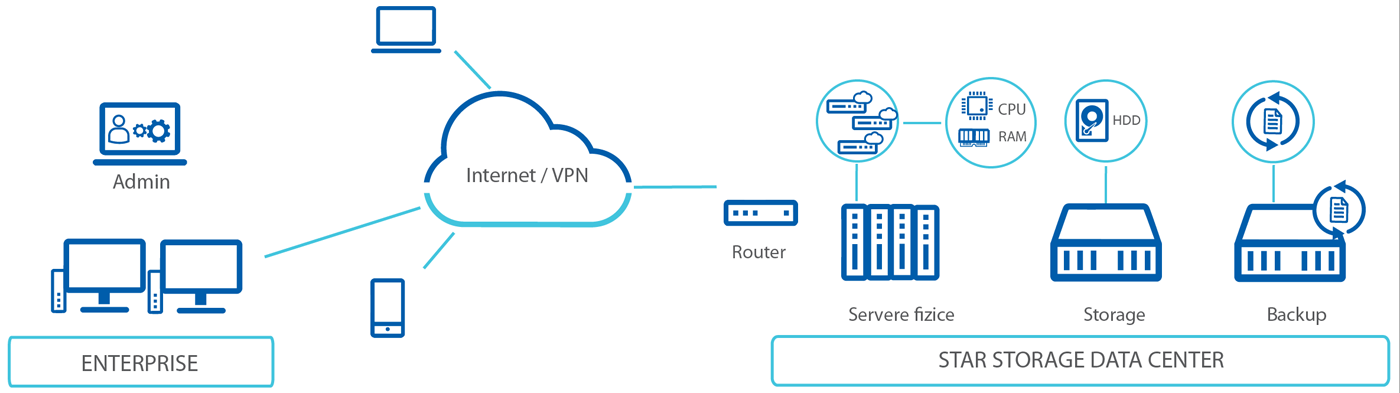 Admin
ENTERPRISE
Internet / VPN
Router
CPU
RAM
HDD
Servere fizice
Storage
Backup
STAR STORAGE DATA CENTER